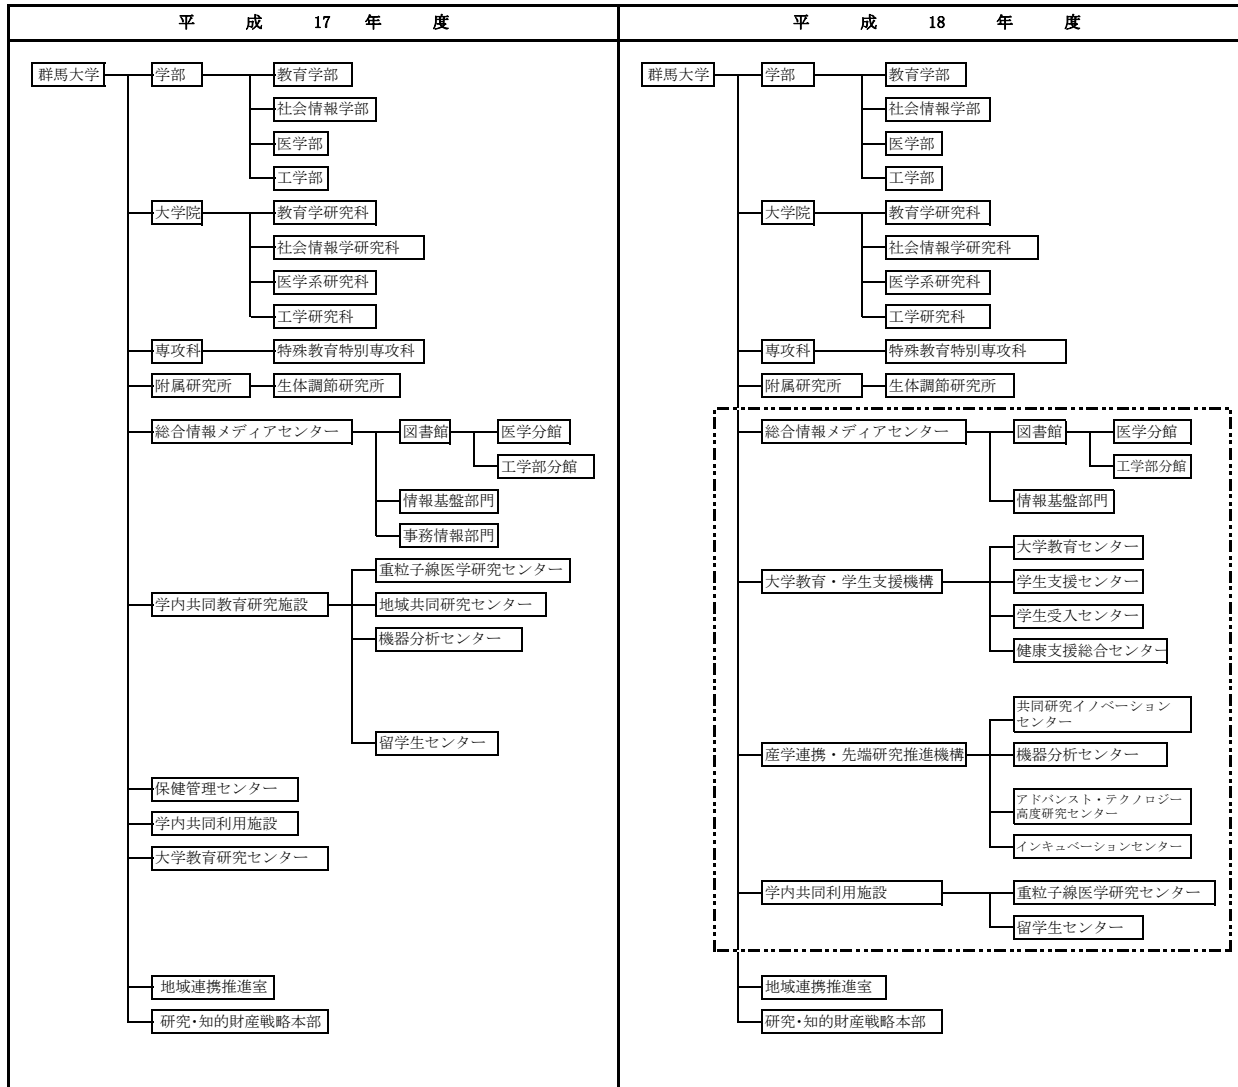 平 成 17 年 度
群馬大学
学部
教育学部
社会情報学部
医学部
工学部
大学院
教育学研究科
社会情報学研究科
医学系研究科
工学研究科
専攻科
特殊教育特別専攻科
附属研究所
生体調節研究所
総合情報メディアセンター
図書館
医学分館
工学部分館
情報基盤部門
事務情報部門
学内共同教育研究施設
重粒子線医学研究センター
地域共同研究センター
機器分析センター
留学生センター
保健管理センター
学内共同利用施設
大学教育研究センター
地域連携推進室
研究・知的財産戦略本部
平 成 18 年 度
群馬大学
学部
教育学部
社会情報学部
医学部
工学部
大学院
教育学研究科
社会情報学研究科
医学系研究科
工学研究科
専攻科
特殊教育特別専攻科
附属研究所
生体調節研究所
総合情報メディアセンター
図書館
医学分館
工学部分館
情報基盤部門
大学教育・学生支援機構
大学教育センター
学生支援センター
学生受入センター
健康支援総合センター
産学連携・先端研究推進機構
共同研究イノベーション
センター
機器分析センター
アドバンスト・テクノロジー
高度研究センター
インキュベーションセンター
学内共同利用施設
重粒子線医学研究センター
留学生センター
地域連携推進室
研究・知的財産戦略本部